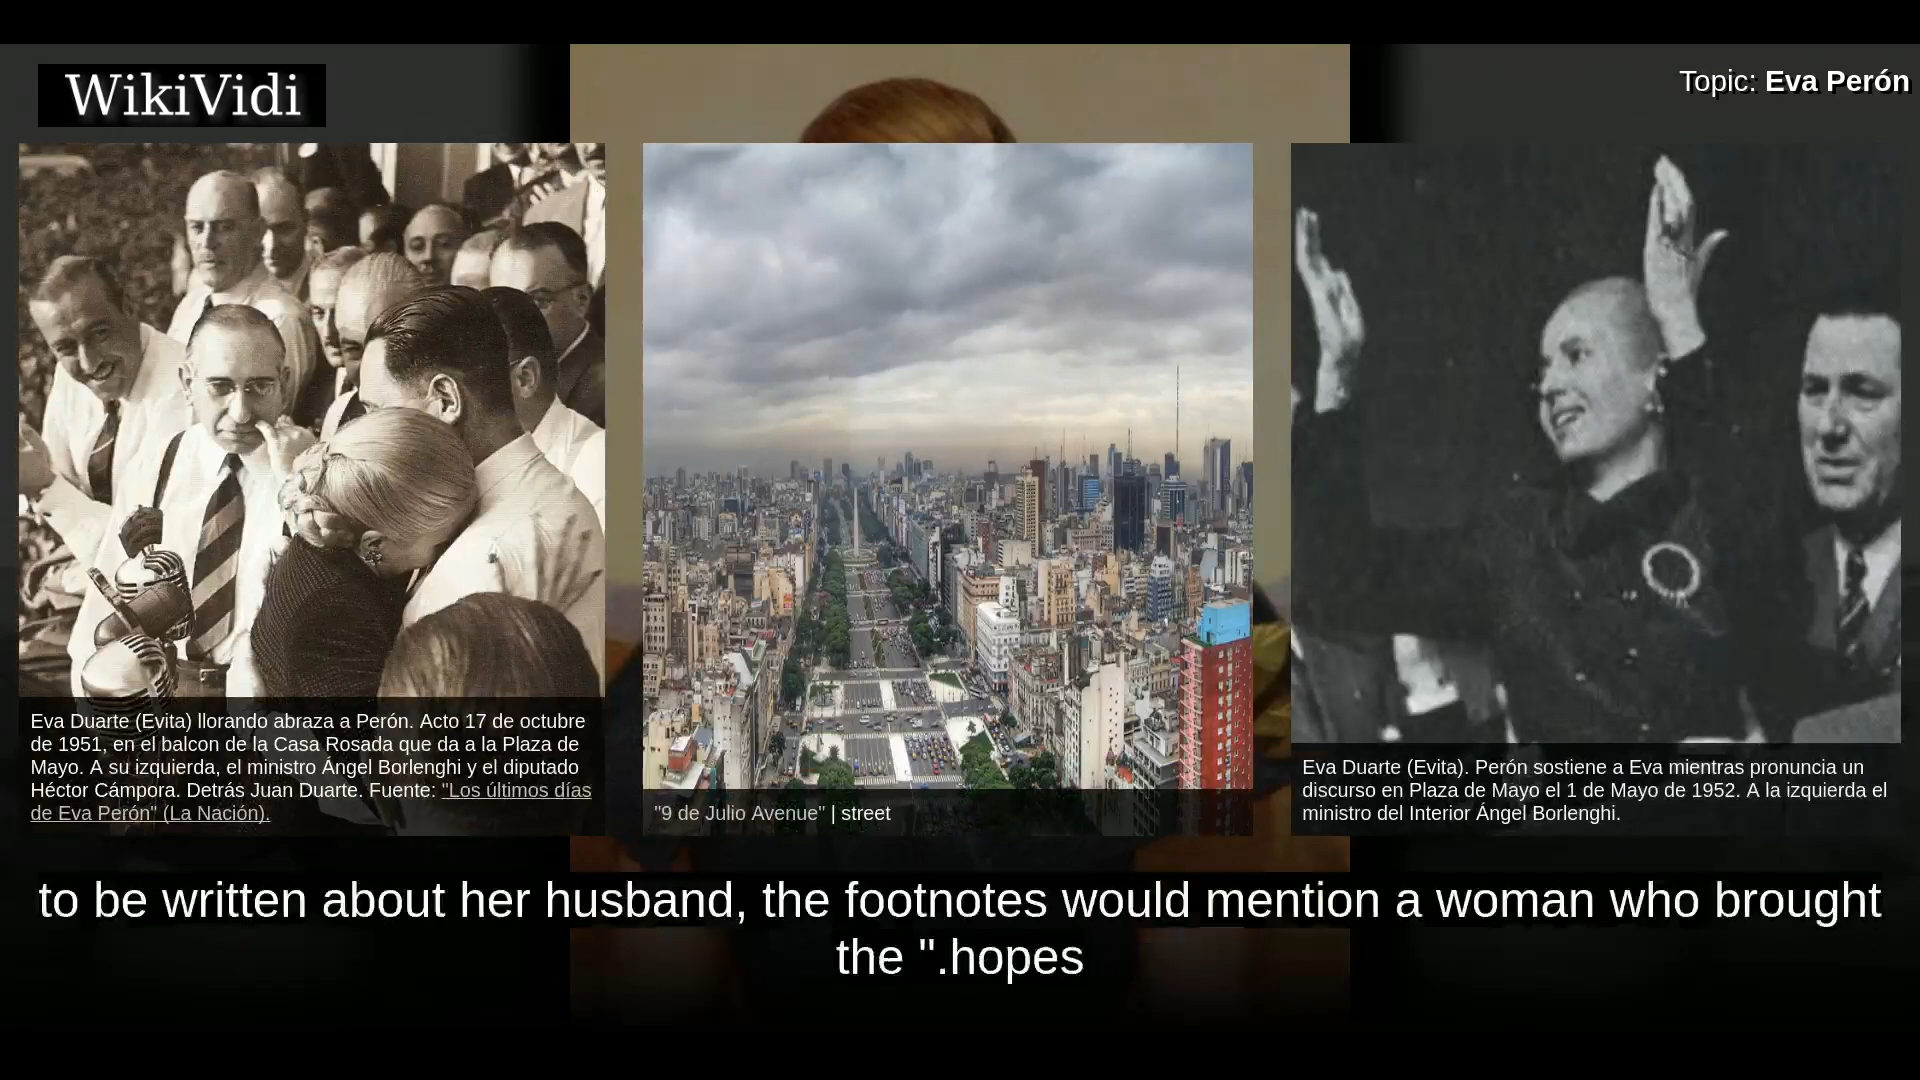 WikiVidi
Topic: Eva Perón
Eva Duarte (Evita) llorando abraza a Perón. Acto 17 de octubre
de 1951, en el balcon de la Casa Rosada que da a la Plaza de
Mayo. A su izquierda, el ministro Ángel Borlenghi y el diputado
Héctor Cámpora. Detrás Juan Duarte. Fuente: "Los últimos días
de Eva Perón" (La Nación).
"9 de Julio Avenue" | street
Eva Duarte (Evita). Perón sostiene a Eva mientras pronuncia un
discurso en Plaza de Mayo el 1 de Mayo de 1952. A la izquierda el
ministro del Interior Ángel Borlenghi.
to be written about her husband, the footnotes would mention a woman who brought
the ".hopes